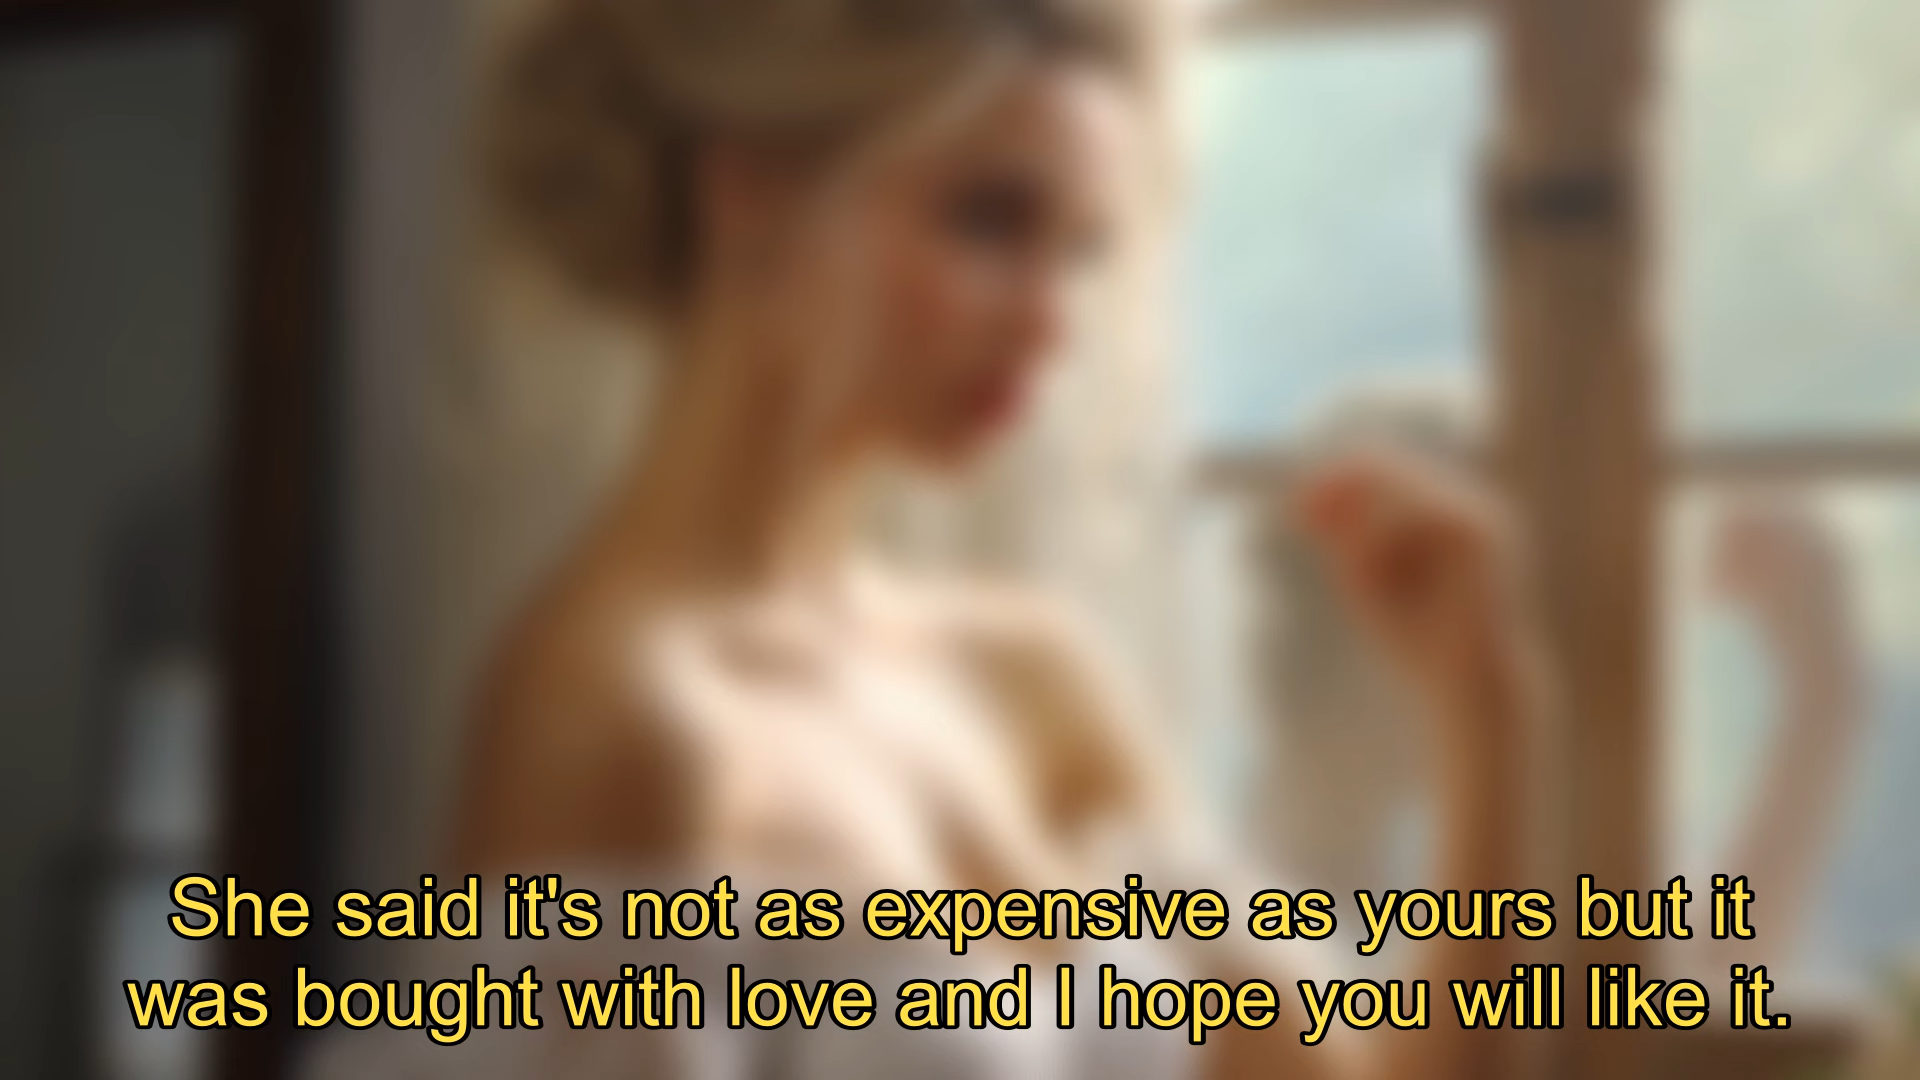 She said it's not as expensive as yours but it
was bought with love and I hope you will like it.